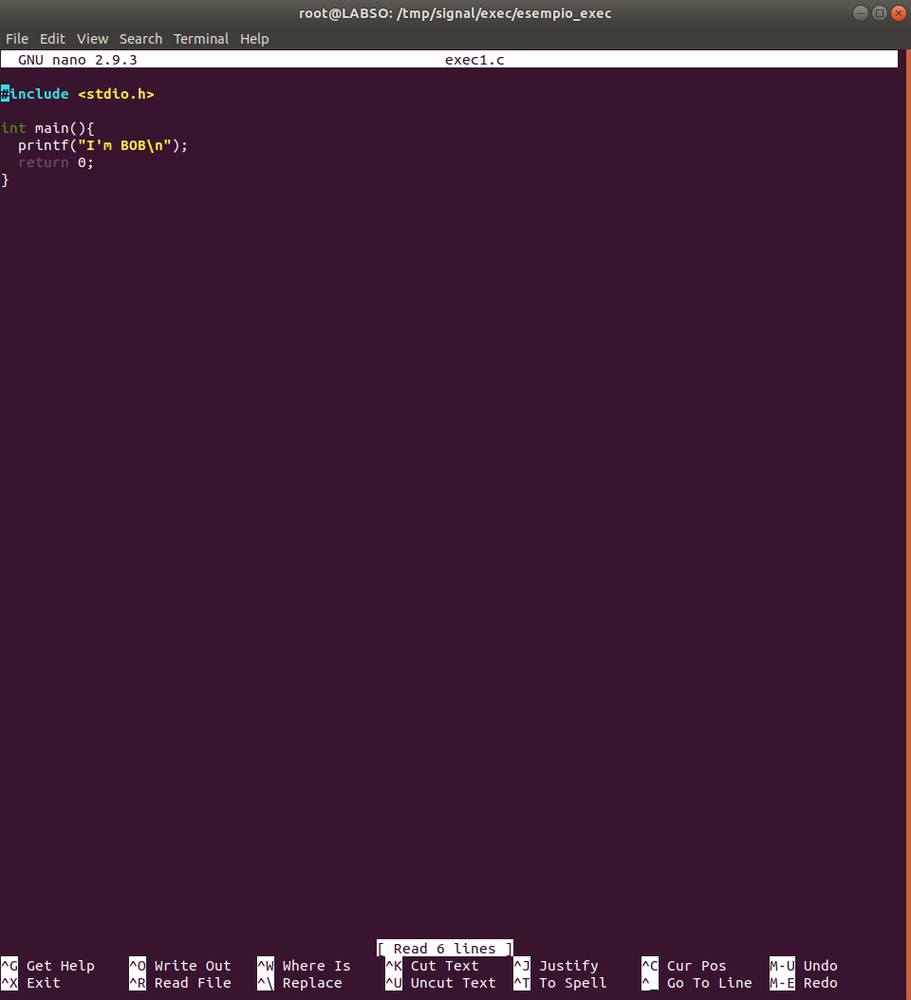 root@LABSO: /tmp/signal/exec/esempio_exec
File Edit View Search Terminal Help
GNU nano 2.9.3 exec1.c
#include <stdio.h>
int main(){
  printf("I'm BOB\n");
  return 0;
}
[ Read 6 lines ]
^G Get Help ^O Write Out ^W Where Is ^K Cut Text ^J Justify ^C Cur Pos M-U Undo
^X Exit ^R Read File ^\ Replace ^U Uncut Text ^T To Spell ^_ Go To Line M-E Redo